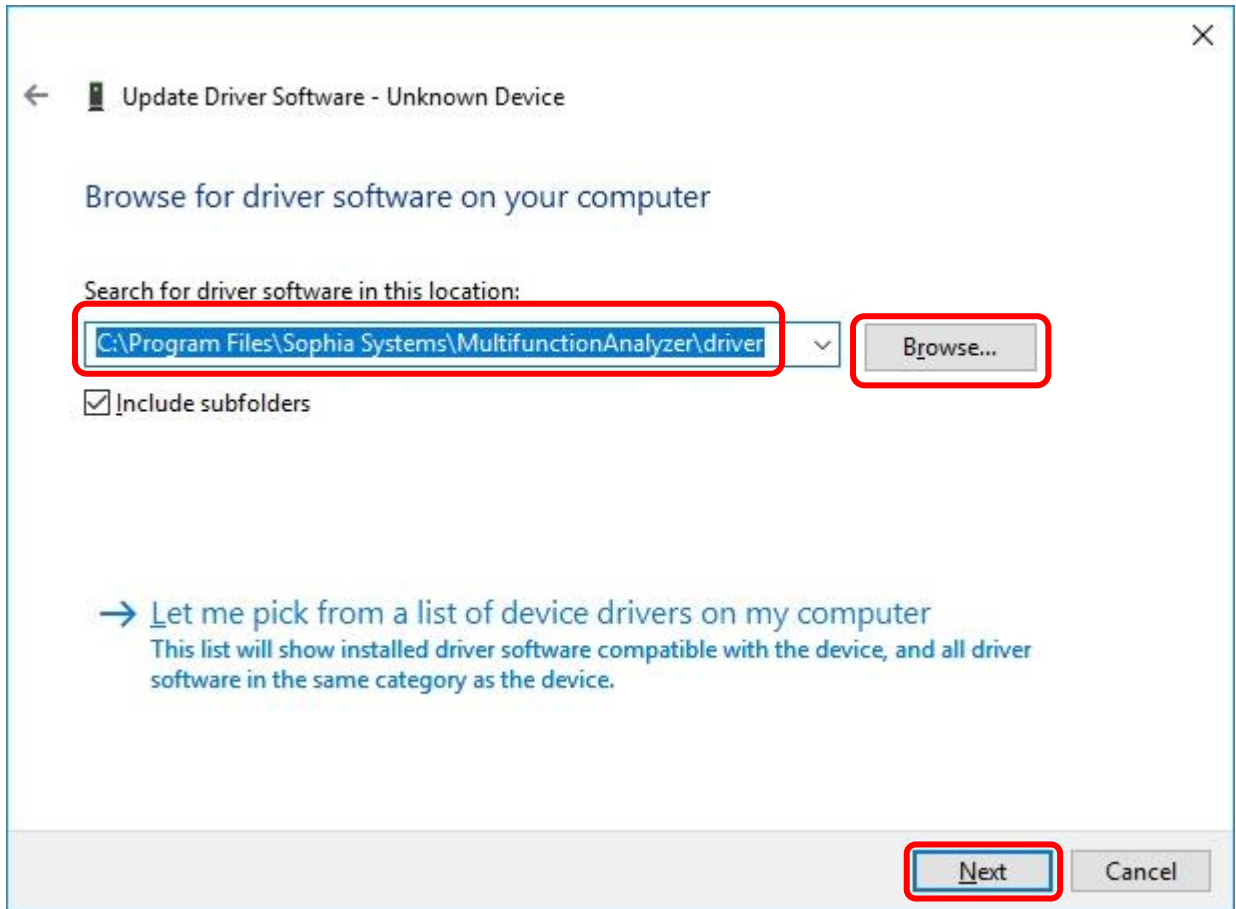 Update Driver Software - Unknown Device
Browse for driver software on your computer
Search for driver software in this location:
C:\Program Files\Sophia Systems\MultifunctionAnalyzer\driver
Browse...
Include subfolders
Let me pick from a list of device drivers on my computer
This list will show installed driver software compatible with the device, and all driver
software in the same category as the device.
Next
Cancel